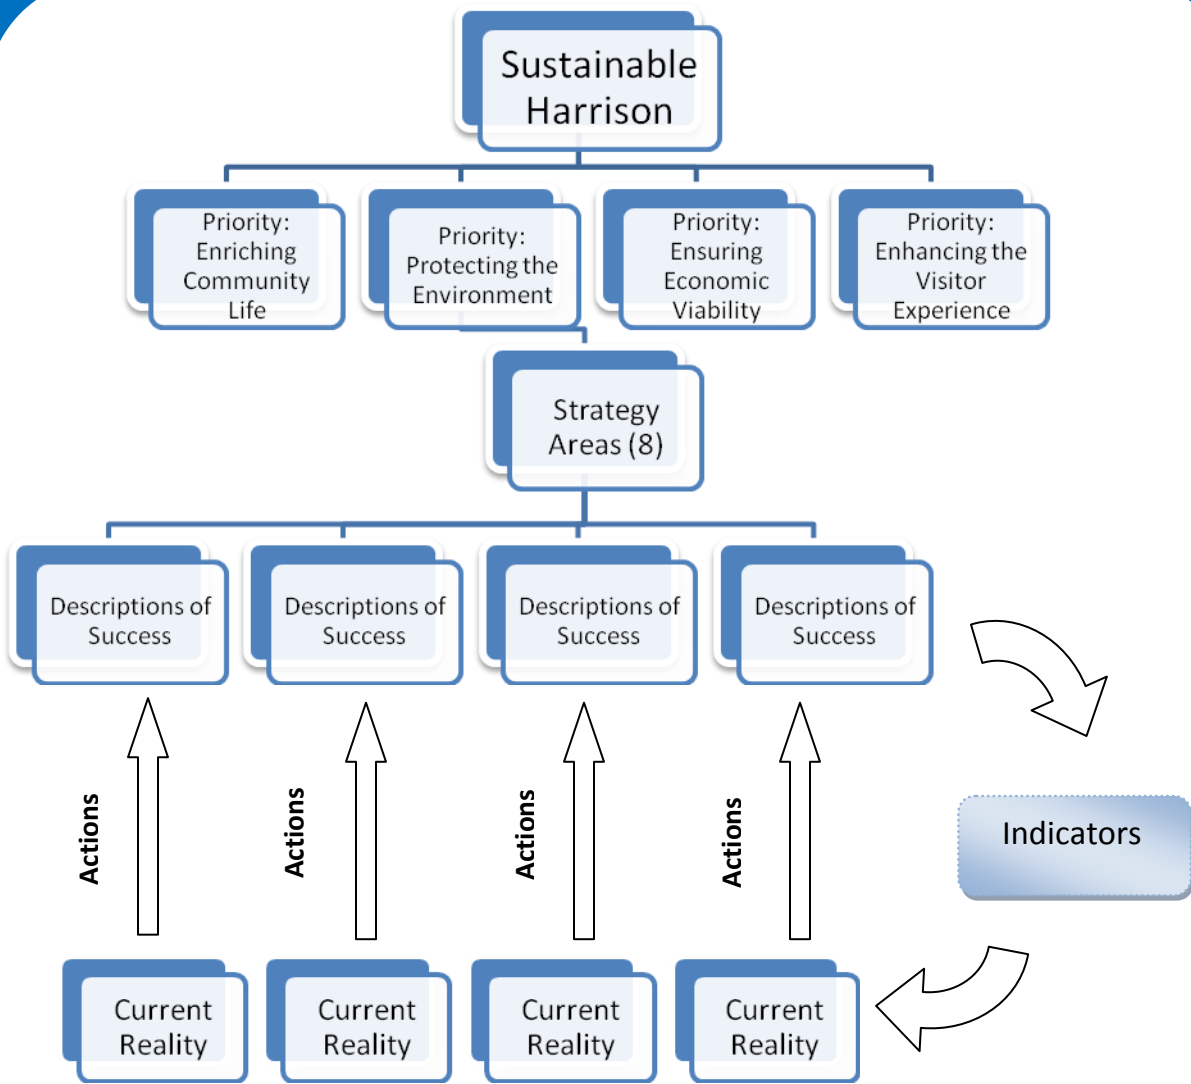 Sustainable
Harrison
Priority:
Enriching
Community
Life
Priority:
Protecting the
Environment
Priority:
Ensuring
Economic
Viability
Priority:
Enhancing the
Visitor
Experience
Strategy
Areas (8)
Descriptions of
Success
Descriptions of
Success
Descriptions of
Success
Descriptions of
Success
Actions
Actions
Actions
Actions
Indicators
Current
Reality
Current
Reality
Current
Reality
Current
Reality